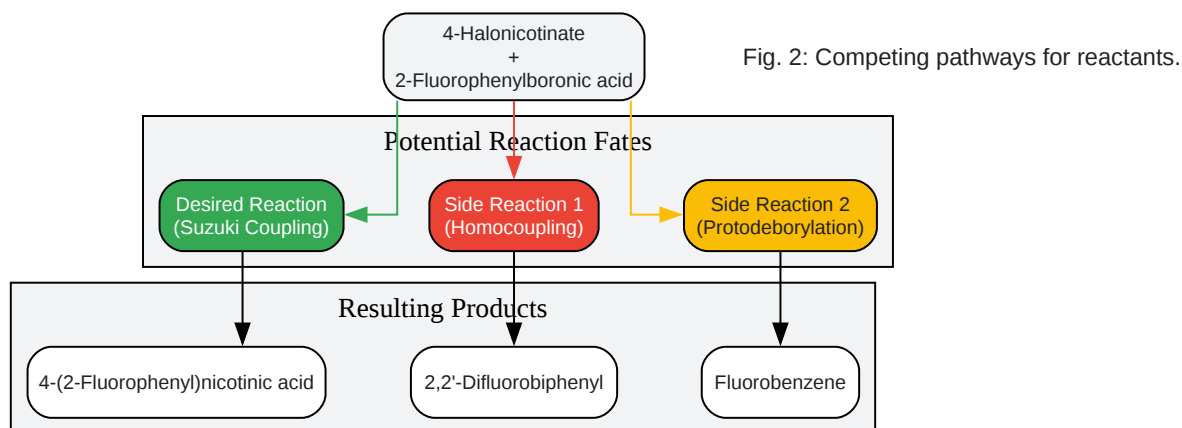 4-Halonicotinate
+
2-Fluorophenylboronic acid
Fig. 2: Competing pathways for reactants.
Potential Reaction Fates
Desired Reaction
(Suzuki Coupling)
Side Reaction 1
(Homocoupling)
Side Reaction 2
(Protodeborylation)
Resulting Products
4-(2-Fluorophenyl)nicotinic acid
2,2'-Difluorobiphenyl
Fluorobenzene